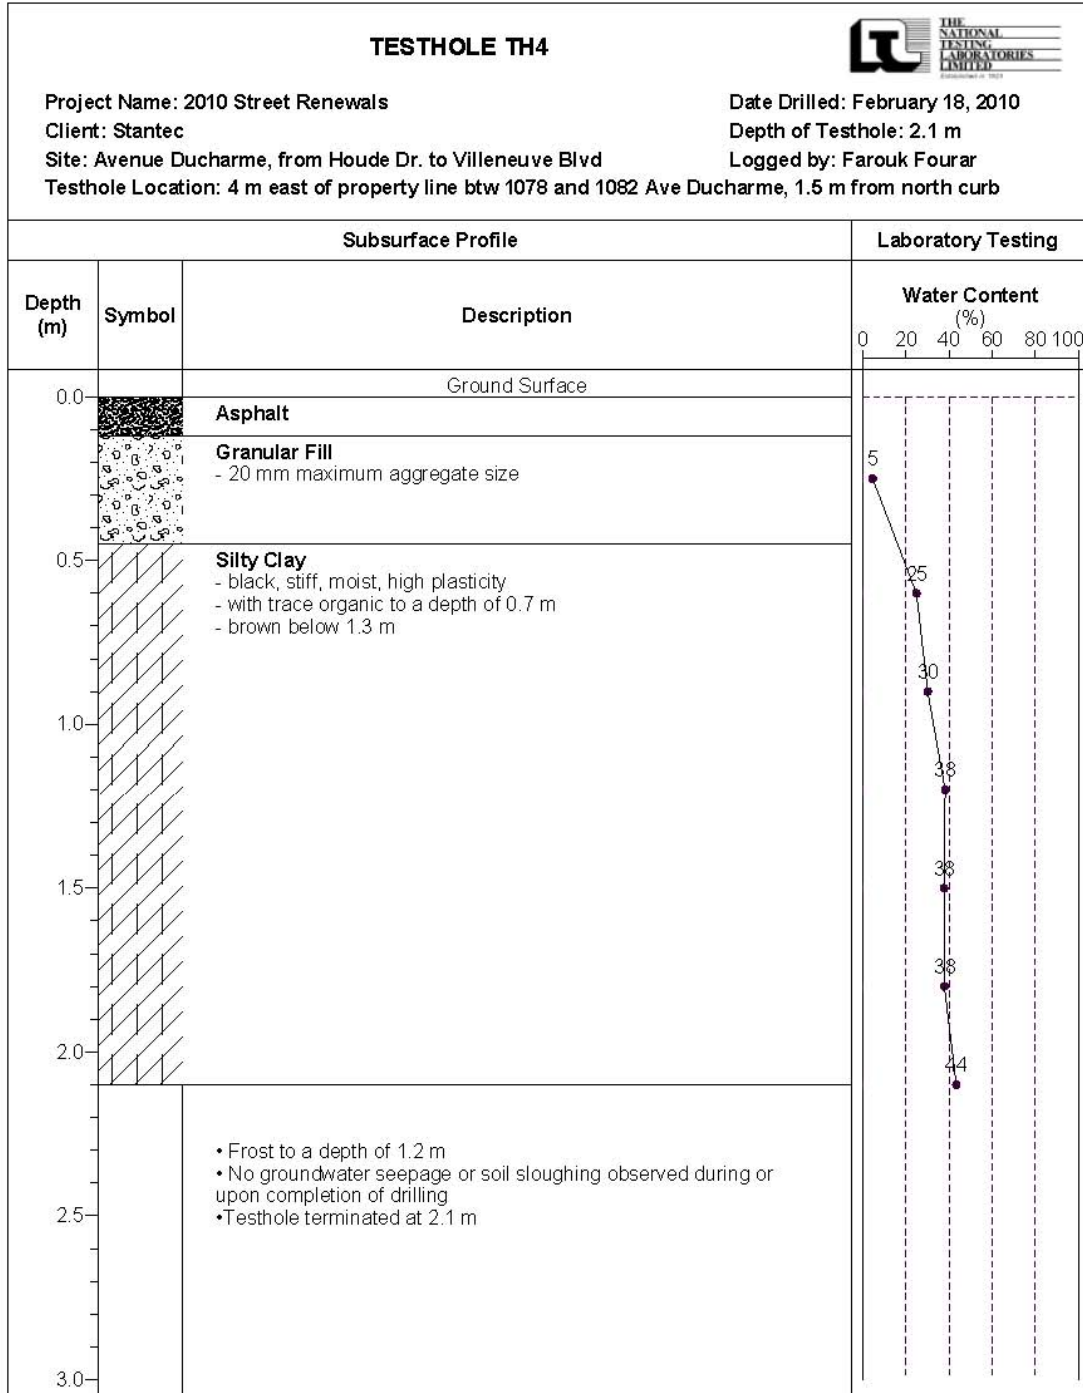 TESTHOLE TH4
THE
NATIONAL
TESTING
LABORATORIES
LIMITED
Established in 1923
Project Name: 2010 Street Renewals
Date Drilled: February 18, 2010
Client: Stantec
Depth of Testhole: 2.1 m
Site: Avenue Ducharme, from Houde Dr. to Villeneuve Blvd
Logged by: Farouk Fourar
Testhole Location: 4 m east of property line btw 1078 and 1082 Ave Ducharme, 1.5 m from north curb
Subsurface Profile
Laboratory Testing
Depth
(m)
Symbol
Description
Water Content
(%)
0 20 40 60 80 100
Ground Surface
0.0
Asphalt
Granular Fill
- 20 mm maximum aggregate size
5
0.5
Silty Clay
- black, stiff, moist, high plasticity
- with trace organic to a depth of 0.7 m
- brown below 1.3 m
25
30
1.0
38
1.5
38
38
2.0
44
• Frost to a depth of 1.2 m
• No groundwater seepage or soil sloughing observed during or
upon completion of drilling
•Testhole terminated at 2.1 m
2.5
3.0